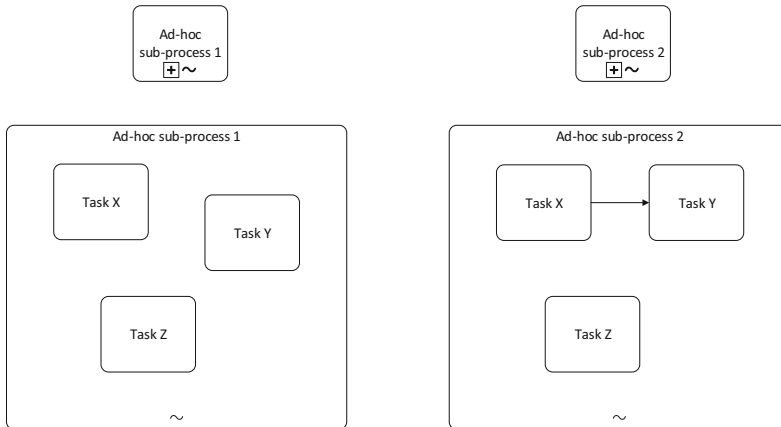 Ad-hoc
sub-process 1
Ad-hoc
sub-process 2
Ad-hoc sub-process 1
Task X
Task Y
Task Z
Ad-hoc sub-process 2
Task X
Task Y
Task Z